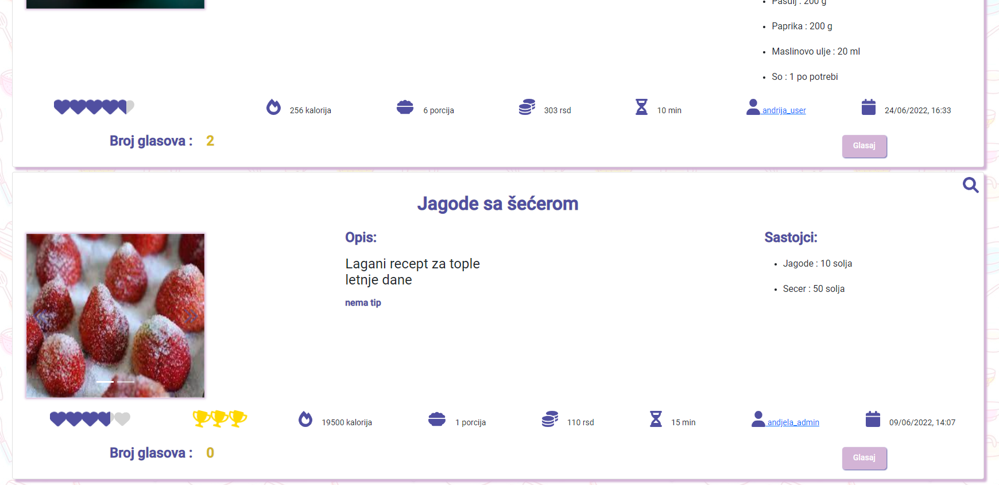 Pasulj : 200 g
Paprika : 200 g
Maslinovo ulje : 20 ml
So : 1 po potrebi
256 kalorija 6 porcija 303 rsd 10 min andrija_user 24/06/2022, 16:33
Broj glasova : 2 Glasaj
Jagode sa šećerom
Opis: Sastojci:
Lagani recept za tople
letnje dane
nema tip
Jagode : 10 solja
Secer : 50 solja
19500 kalorija 1 porcija 110 rsd 15 min andjela_admin 09/06/2022, 14:07
Broj glasova : 0 Glasaj